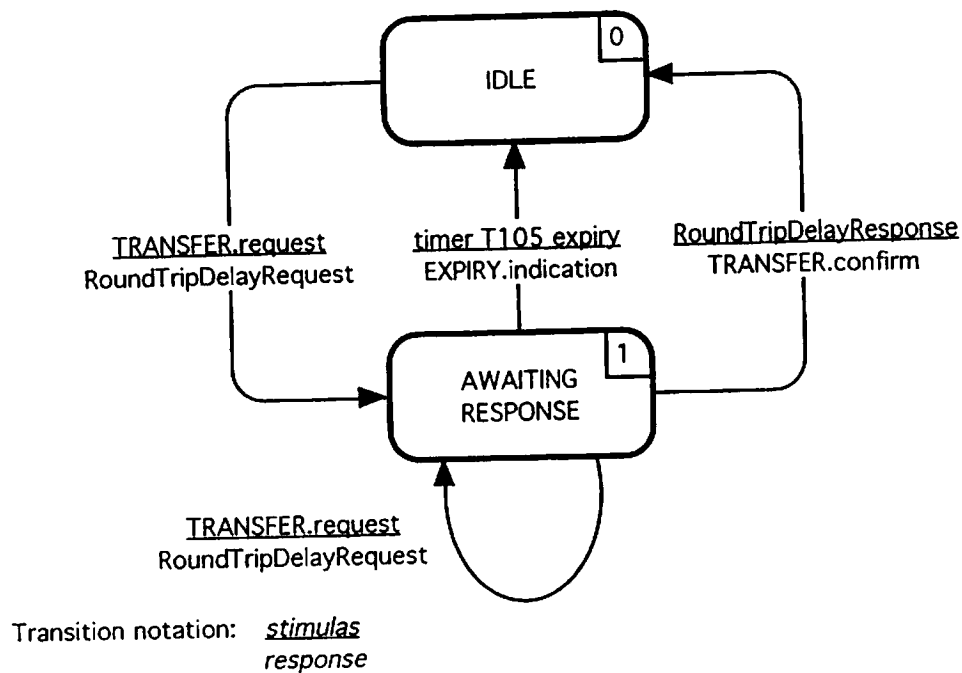 0
IDLE
TRANSFER.request
RoundTripDelayRequest
timer T105 expiry
EXPIRY.indication
RoundTripDelayResponse
TRANSFER.confirm
1
AWAITING
RESPONSE
TRANSFER.request
RoundTripDelayRequest
Transition notation: stimulas
response